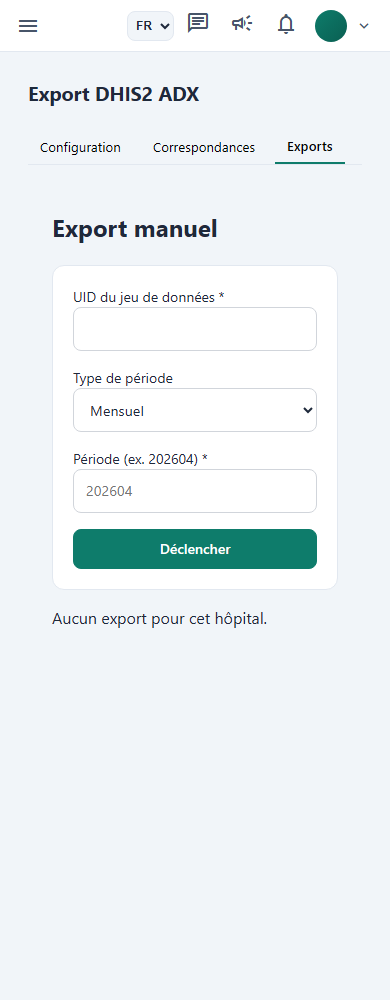 FR
Export DHIS2 ADX
Configuration Correspondances Exports
Export manuel
UID du jeu de données *
Type de période
Mensuel
Période (ex. 202604) *
202604
Déclencher
Aucun export pour cet hôpital.